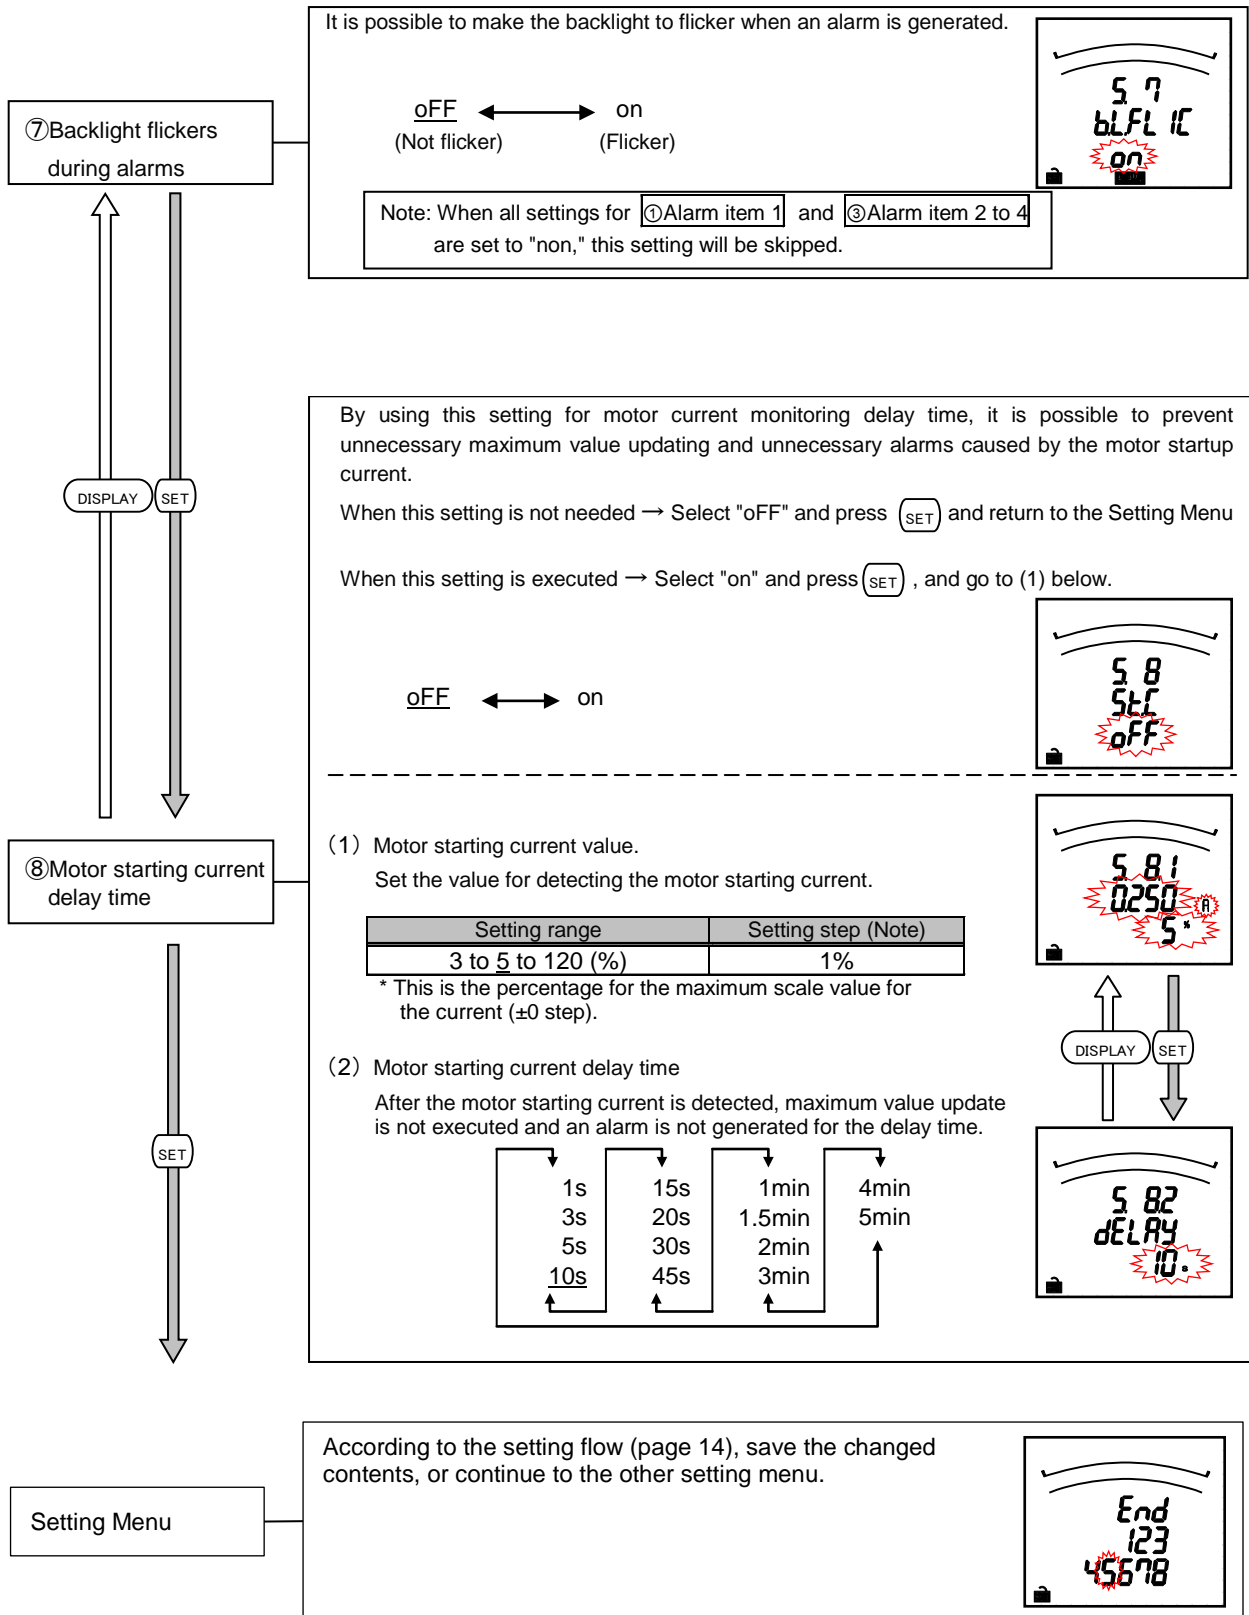 It is possible to make the backlight to flicker when an alarm is generated.
⑦Backlight flickers
during alarms
oFF on
(Not flicker) (Flicker)
5.7
bLFLIC
on
Note: When all settings for ①Alarm item 1 and ③Alarm item 2 to 4
are set to "non," this setting will be skipped.
DISPLAY SET
By using this setting for motor current monitoring delay time, it is possible to prevent
unnecessary maximum value updating and unnecessary alarms caused by the motor startup
current.
When this setting is not needed → Select "oFF" and press SET and return to the Setting Menu
When this setting is executed → Select "on" and press SET , and go to (1) below.
oFF on
5.8
St.C
oFF
⑧Motor starting current
delay time
(1) Motor starting current value.
Set the value for detecting the motor starting current.
Setting range Setting step (Note)
3 to 5 to 120 (%) 1%
* This is the percentage for the maximum scale value for
the current (±0 step).
5.8.1
0.250 A
5 %
DISPLAY SET
(2) Motor starting current delay time
After the motor starting current is detected, maximum value update
is not executed and an alarm is not generated for the delay time.
1s 15s 1min 4min
3s 20s 1.5min 5min
5s 30s 2min
10s 45s 3min
5.8.2
dELAY
10 s
SET
Setting Menu
According to the setting flow (page 14), save the changed
contents, or continue to the other setting menu.
End
123
45678